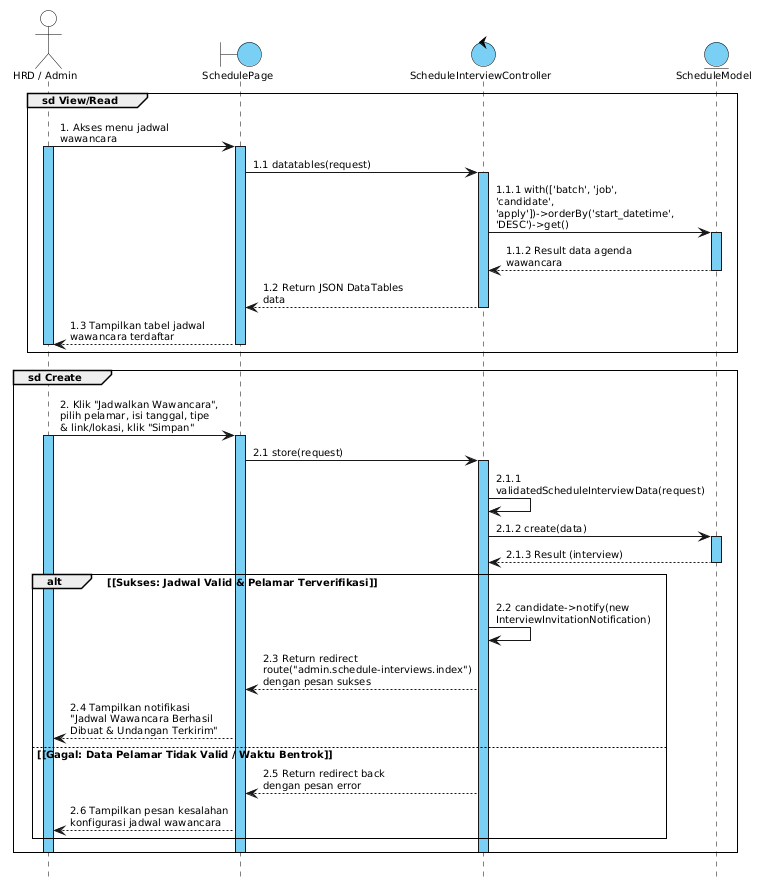 HRD / Admin
SchedulePage
ScheduleInterviewController
ScheduleModel
sd View/Read
1. Akses menu jadwal
wawancara
1.1 datatables(request)
1.1.1 with(['batch', 'job',
'candidate',
'apply'])->orderBy('start_datetime',
'DESC')->get()
1.1.2 Result data agenda
wawancara
1.2 Return JSON DataTables
data
1.3 Tampilkan tabel jadwal
wawancara terdaftar
sd Create
2. Klik "Jadwalkan Wawancara",
pilih pelamar, isi tanggal, tipe
& link/lokasi, klik "Simpan"
2.1 store(request)
2.1.1
validatedScheduleInterviewData(request)
2.1.2 create(data)
2.1.3 Result (interview)
alt
[[Sukses: Jadwal Valid & Pelamar Terverifikasi]]
2.2 candidate->notify(new
InterviewInvitationNotification)
2.3 Return redirect
route("admin.schedule-interviews.index")
dengan pesan sukses
2.4 Tampilkan notifikasi
"Jadwal Wawancara Berhasil
Dibuat & Undangan Terkirim"
[[Gagal: Data Pelamar Tidak Valid / Waktu Bentrok]]
2.5 Return redirect back
dengan pesan error
2.6 Tampilkan pesan kesalahan
konfigurasi jadwal wawancara